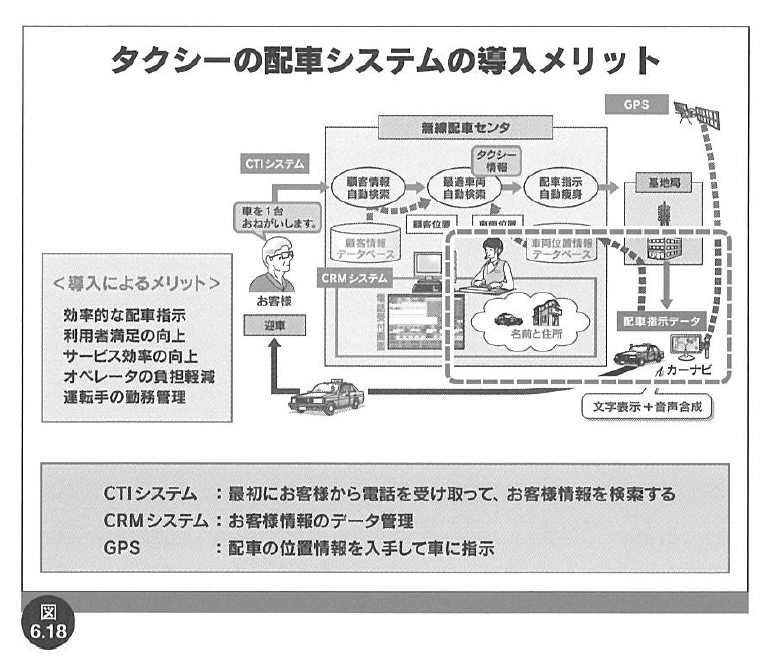 タクシーの配車システムの導入メリット
GPS
無線配車センタ
CTIシステム
タクシー
情報
顧客情報
自動検索
最適車両
自動検索
配車指示
自動痩身
基地局
車を1台
おねがいします。
顧客位置
車両位置
顧客情報
データベース
車両位置情報
データベース
<導入によるメリット>
効率的な配車指示
利用者満足の向上
サービス効率の向上
オペレータの負担軽減
運転手の勤務管理
お客様
CRMシステム
電話受付画面
名前と住所
配車指示データ
迎車
カーナビ
文字表示+音声合成
CTIシステム :最初にお客様から電話を受け取って、お客様情報を検索する
CRMシステム:お客様情報のデータ管理
GPS :配車の位置情報を入手して車に指示
図
6.18